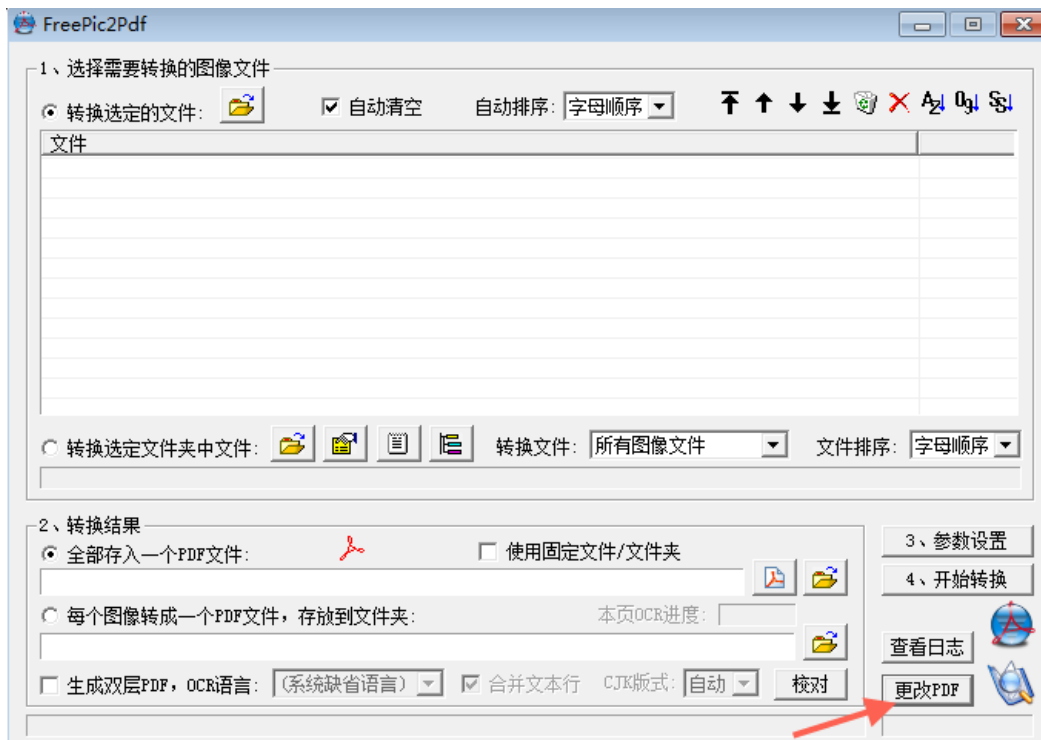 FreePic2Pdf
1、选择需要转换的图像文件
转换选定的文件: 自动清空 自动排序: 字母顺序
文件
转换选定文件夹中文件: 转换文件: 所有图像文件 文件排序: 字母顺序
2、转换结果
全部存入一个PDF文件: 使用固定文件/文件夹
3、参数设置
4、开始转换
每个图像转成一个PDF文件，存放到文件夹: 本页OCR进度:
查看日志
生成双层PDF，OCR语言: (系统缺省语言) 合并文本行 CJK版式: 自动 校对
更改PDF